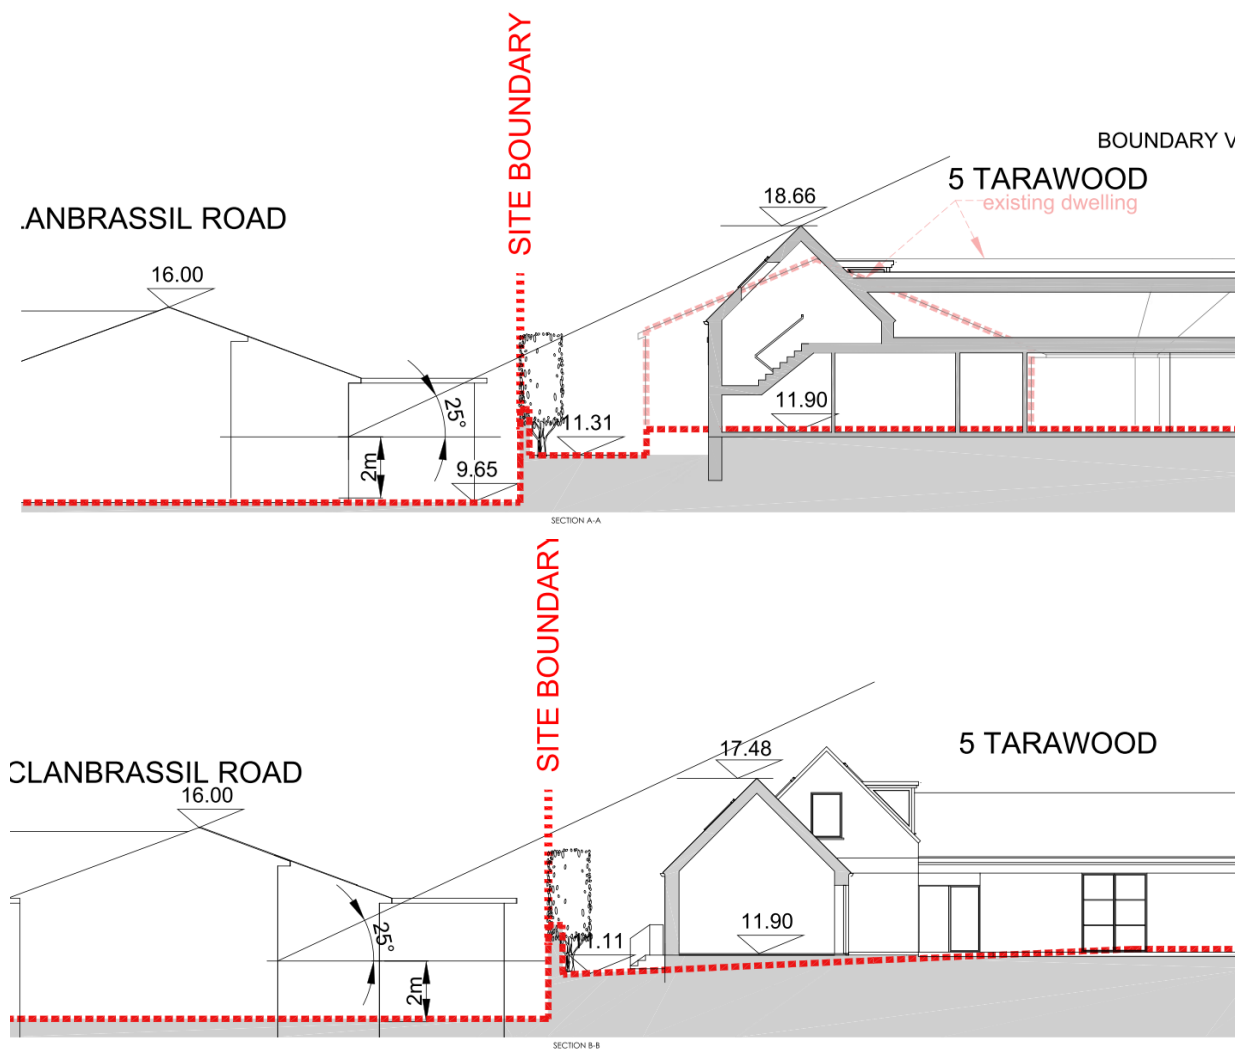 SITE BOUNDARY
BOUNDARY V
5 TARAWOOD
existing dwelling
18.66
.ANBRASSIL ROAD
16.00
25°
2m
9.65
11.31
11.90
SECTION A-A
SITE BOUNDARY
5 TARAWOOD
17.48
CLANBRASSIL ROAD
16.00
25°
2m
11.11
11.90
SECTION B-B